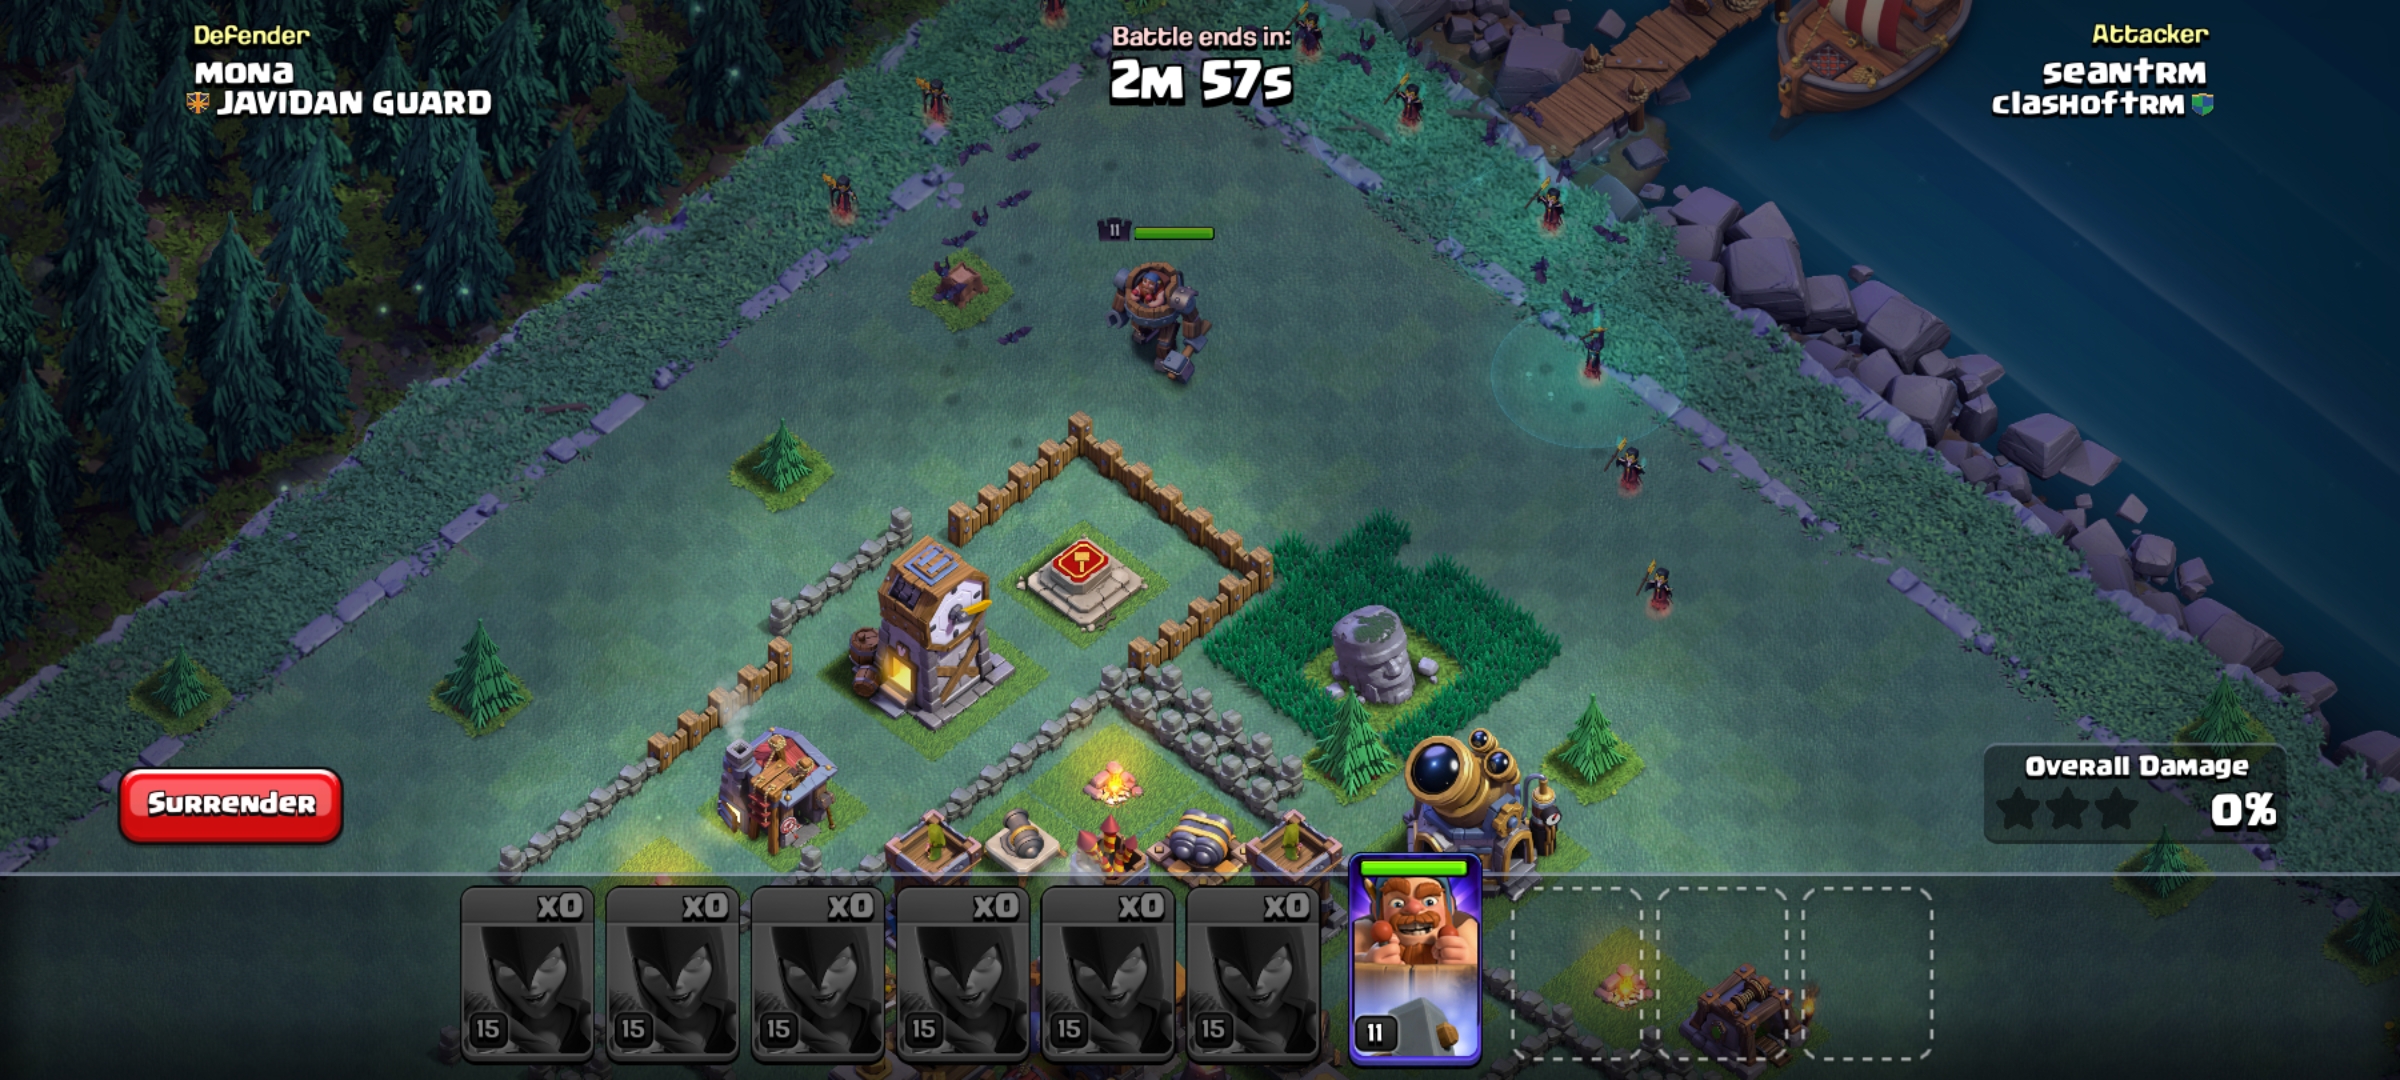 Defender
mona
JAVIDAN GUARD
Battle ends in:
2M 57s
Attacker
seantRM
clashoftRM
11
Surrender
Overall Damage
0%
x0 x0 x0 x0 x0 x0
15 15 15 15 15 15 11